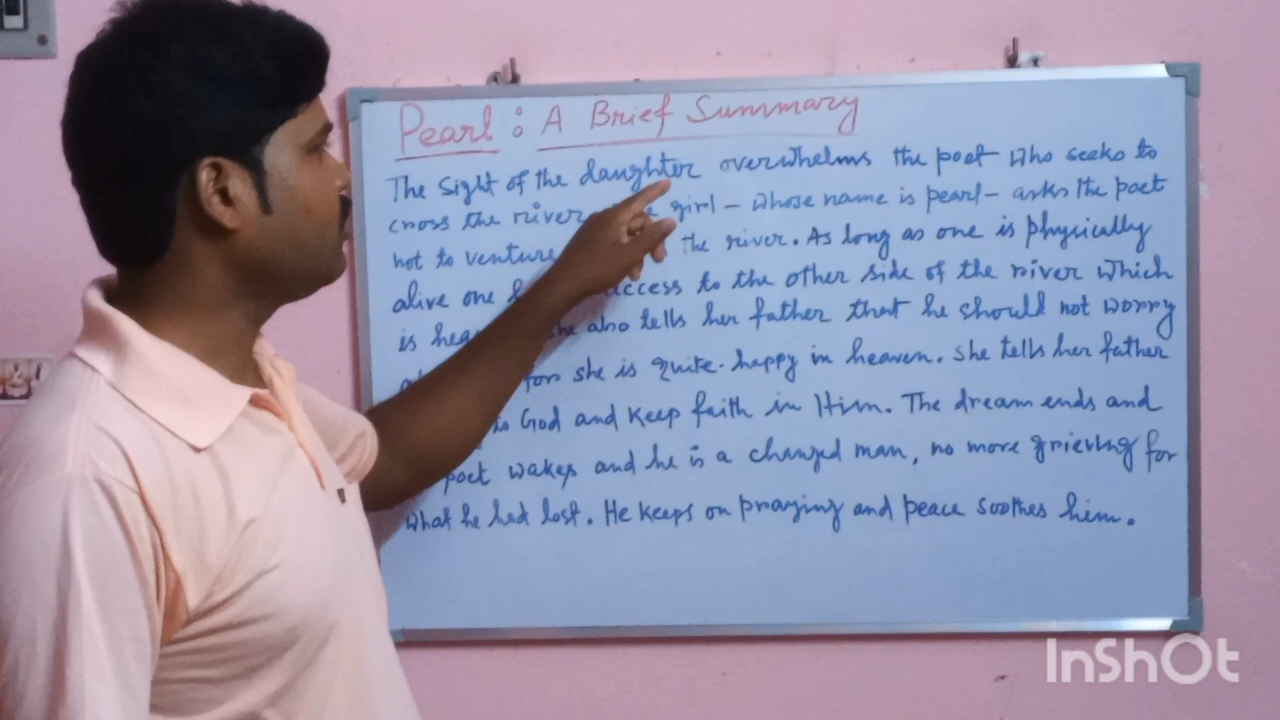 Pearl : A Brief Summary
The sight of the daughter overwhelms the poet who seeks to
cross the river girl - whose name is pearl - asks the poet
not to venture the river. As long as one is physically
alive one access to the other side of the river which
is also tells her father that he should not worry
for she is quite happy in heaven. She tells her father
to God and keep faith in Him. The dream ends and
poet wakes and he is a changed man, no more grieving for
what he had lost. He keeps on praying and peace soothes him.
InShOt